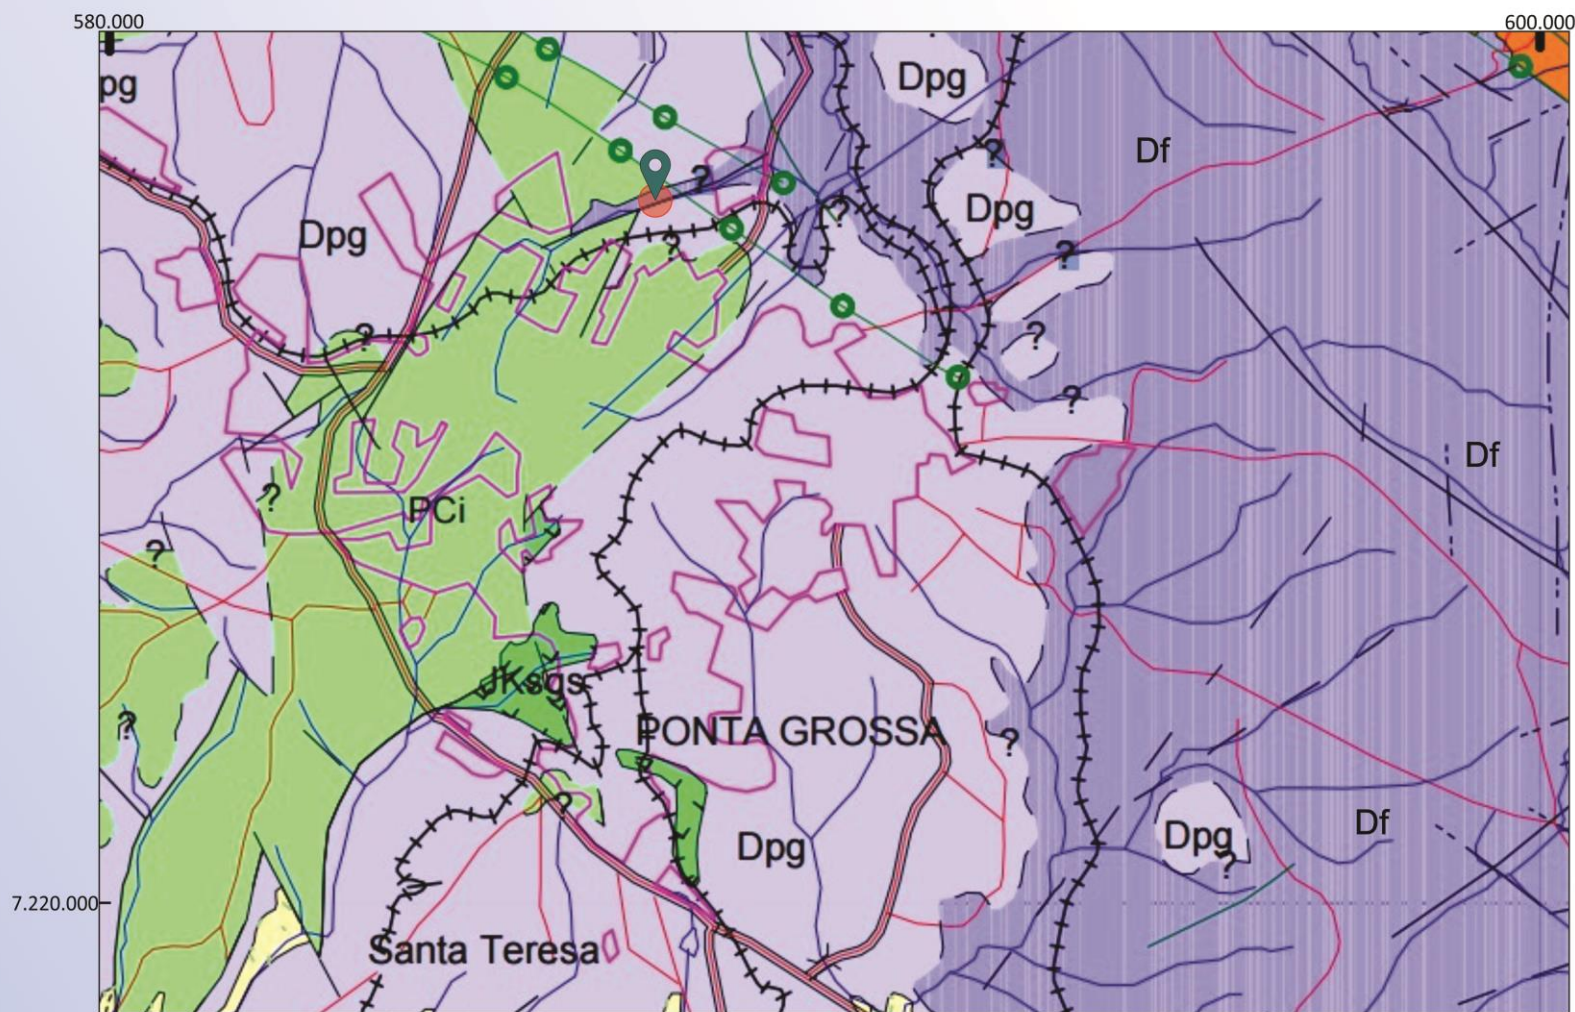 580.000
600.000
Dpg
pg
Df
?
?
Dpg
?
Dpg
?
?
?
?
?
Df
?
?
PCi
?
JKsgs
?
PONTA GROSSA
?
?
Df
Dpg
?
Dpg
7.220.000
Santa Teresa